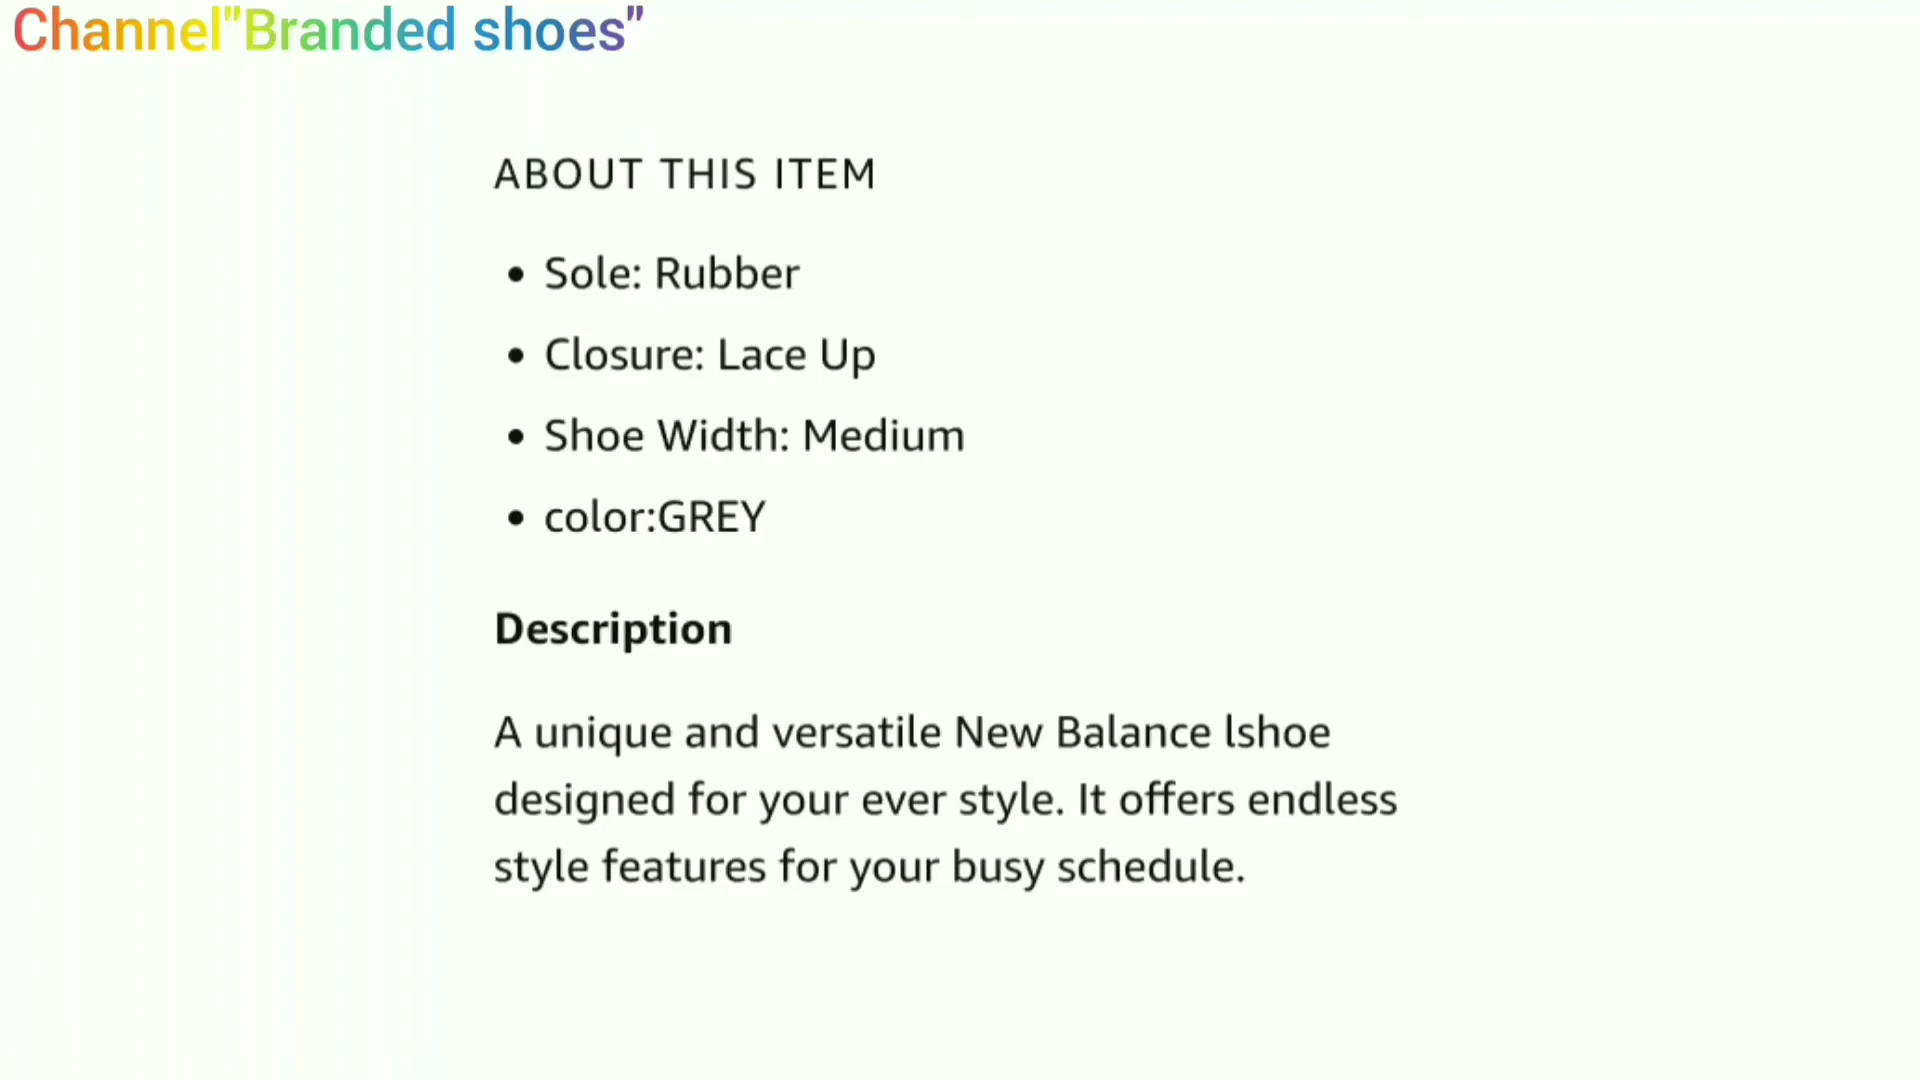 Channel"Branded shoes"
ABOUT THIS ITEM
• Sole: Rubber
• Closure: Lace Up
• Shoe Width: Medium
• color:GREY
Description
A unique and versatile New Balance lshoe
designed for your ever style. It offers endless
style features for your busy schedule.